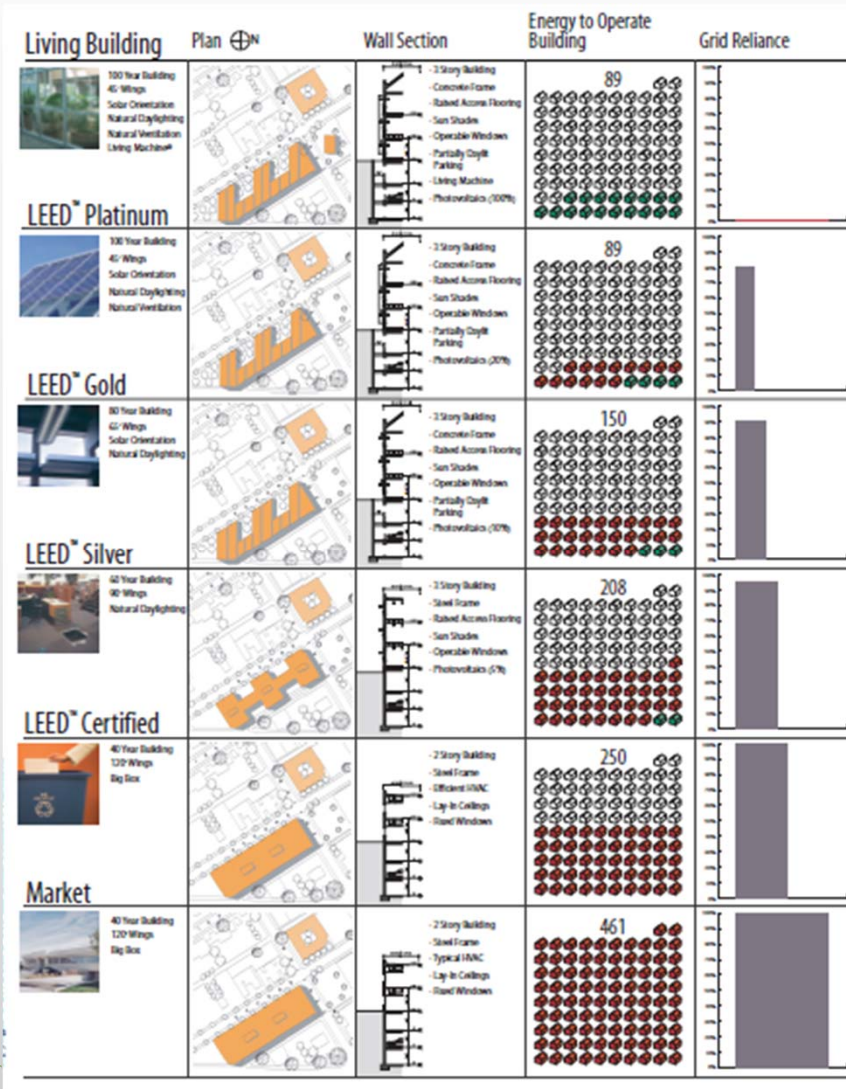 Living Building
Plan N
Wall Section
Energy to Operate
Building
Grid Reliance
100 Year Building
45' Wings
Solar Orientation
Natural Daylighting
Natural Ventilation
Living Machine®
- 3 Story Building
- Concrete Frame
- Raised Access Flooring
- Sun Shades
- Operable Windows
- Partially Daylit
Parking
- Living Machine
- Photovoltaics (100%)
89
LEED™ Platinum
100 Year Building
45' Wings
Solar Orientation
Natural Daylighting
Natural Ventilation
- 3 Story Building
- Concrete Frame
- Raised Access Flooring
- Sun Shades
- Operable Windows
- Partially Daylit
Parking
- Photovoltaics (20%)
89
LEED™ Gold
80 Year Building
65' Wings
Solar Orientation
Natural Daylighting
- 3 Story Building
- Concrete Frame
- Raised Access Flooring
- Sun Shades
- Operable Windows
- Partially Daylit
Parking
- Photovoltaics (10%)
150
LEED™ Silver
60 Year Building
90' Wings
Natural Daylighting
- 3 Story Building
- Steel Frame
- Raised Access Flooring
- Sun Shades
- Operable Windows
- Photovoltaics (5%)
208
LEED™ Certified
40 Year Building
120' Wings
Big Box
- 2 Story Building
- Steel Frame
- Efficient HVAC
- Lay-In Ceilings
- Fixed Windows
250
Market
40 Year Building
120' Wings
Big Box
- 2 Story Building
- Steel Frame
- Typical HVAC
- Lay-In Ceilings
- Fixed Windows
461